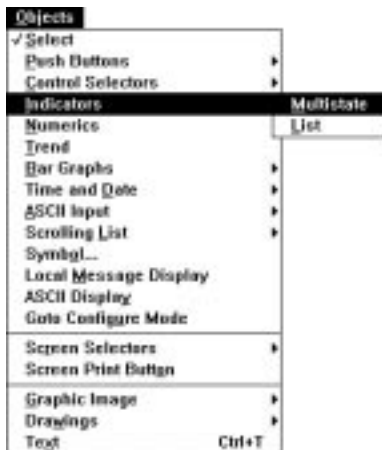 Objects
✓Select
Push Buttons
Control Selectors
Indicators
Multistate
Numerics
List
Trend
Bar Graphs
Time and Date
ASCII Input
Scrolling List
Symbol...
Local Message Display
ASCII Display
Goto Configure Mode
Screen Selectors
Screen Print Button
Graphic Image
Drawings
Text Ctrl+T